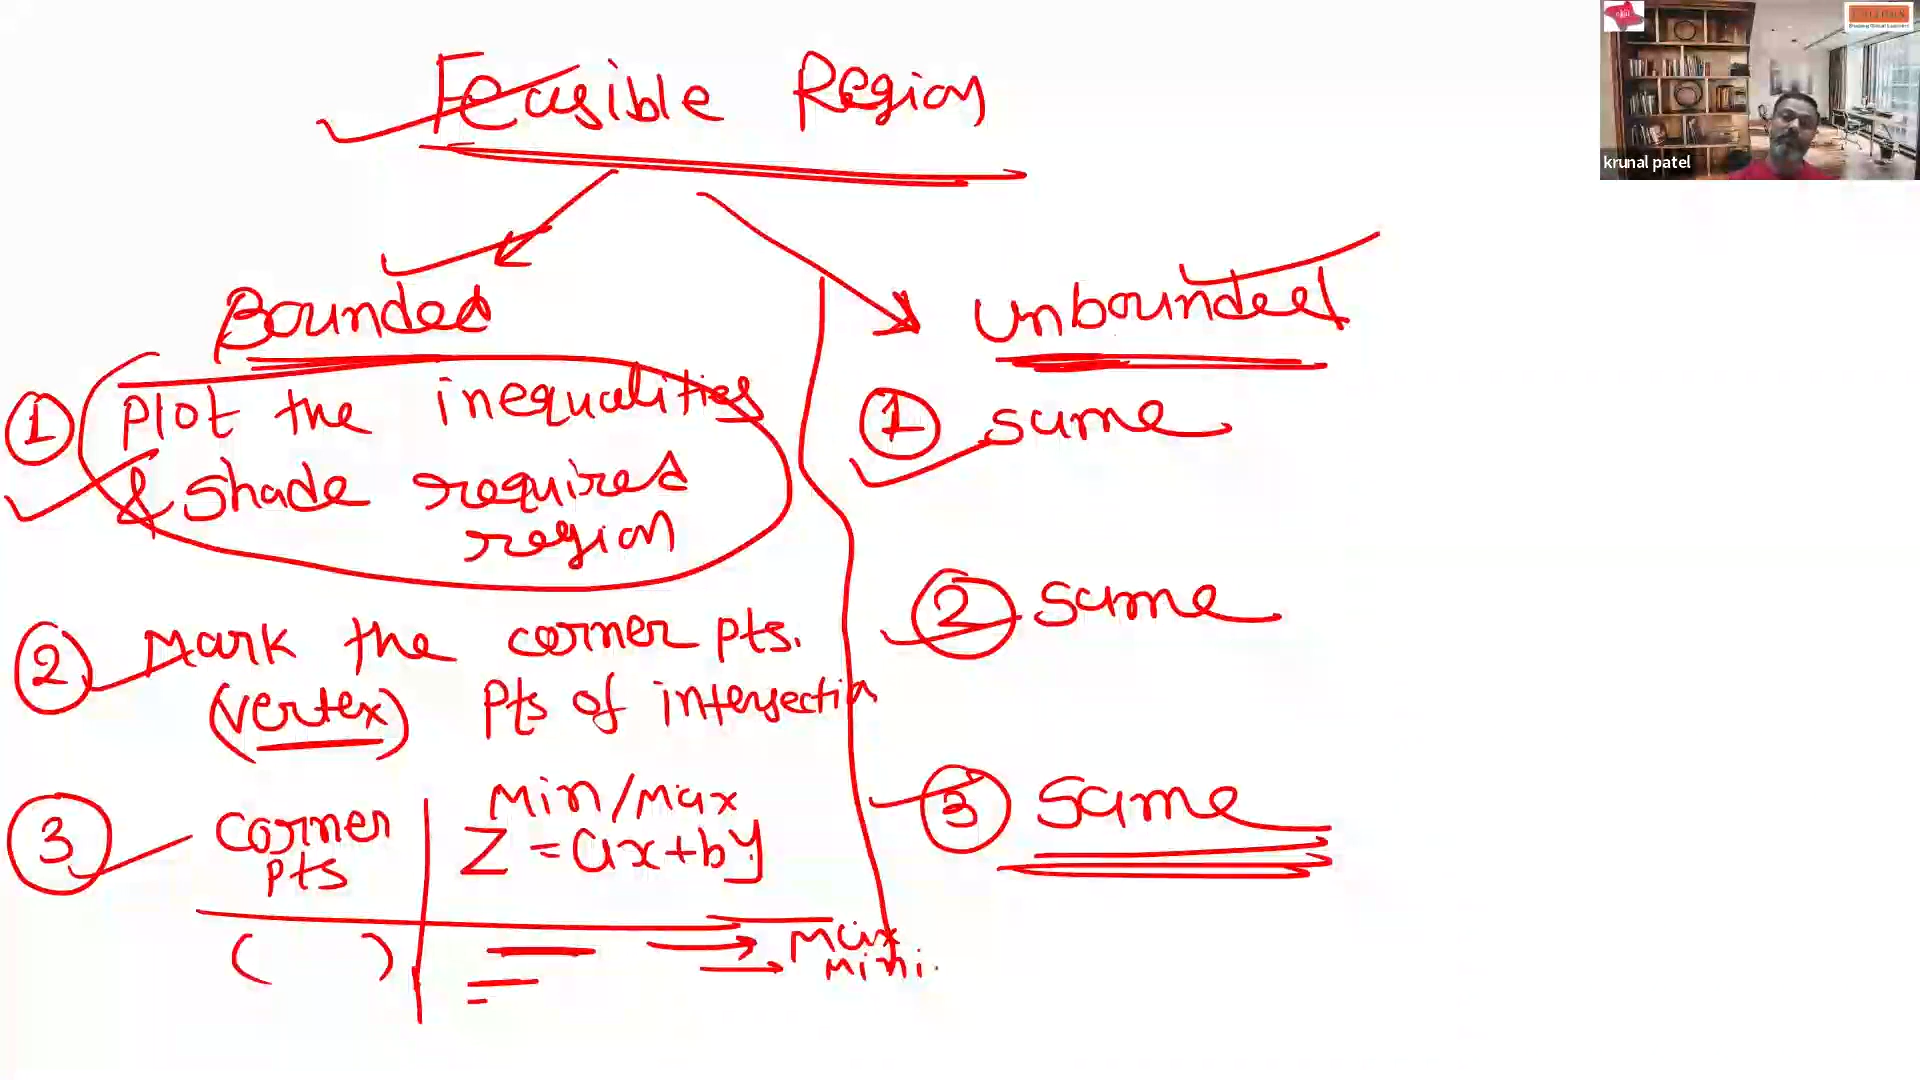 Feasible Region
Bounded
① plot the inequalities
& shade required
region
② Mark the corner pts.
(vertex) pts of intersectin
③ corner pts
Min/Max
Z = ax+by
( )
Max
Mini.
unbounded
① same
② same
③ same
krunal patel